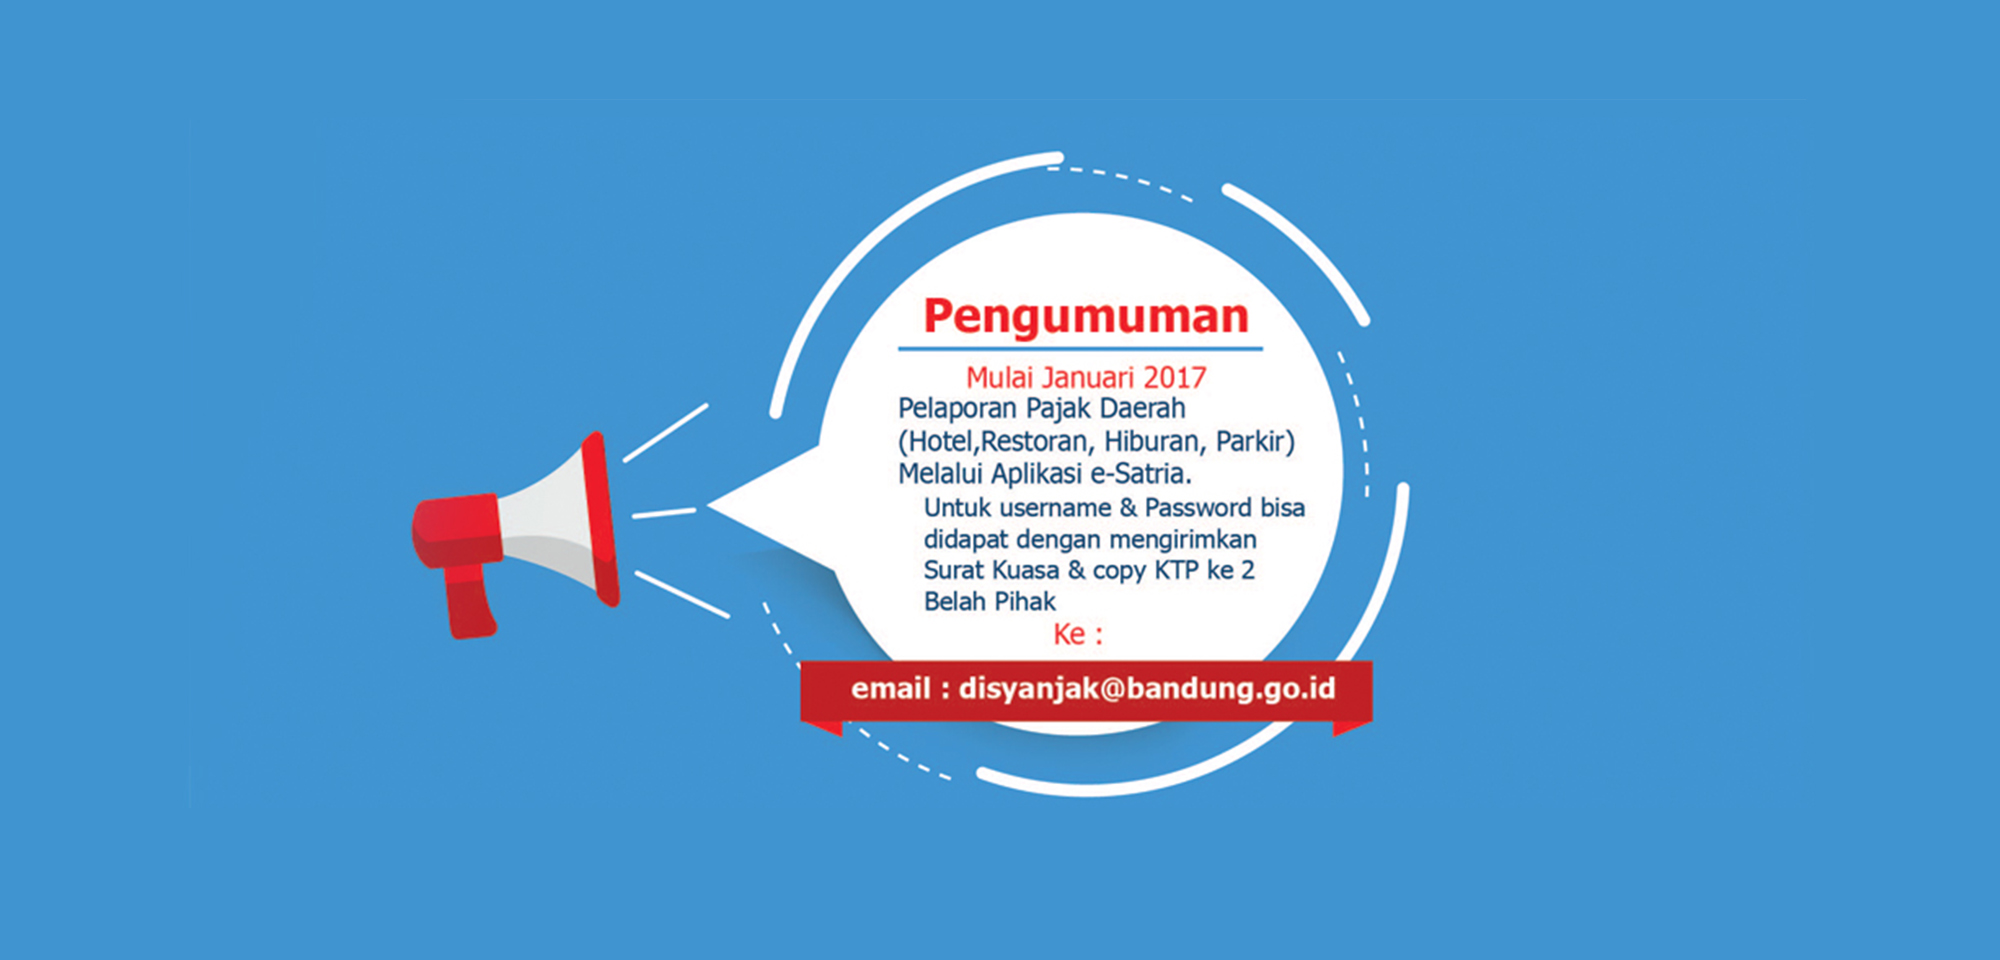 Pengumuman
Mulai Januari 2017
Pelaporan Pajak Daerah
(Hotel,Restoran, Hiburan, Parkir)
Melalui Aplikasi e-Satria.
Untuk username & Password bisa
didapat dengan mengirimkan
Surat Kuasa & copy KTP ke 2
Belah Pihak
Ke :
email : disyanjak@bandung.go.id